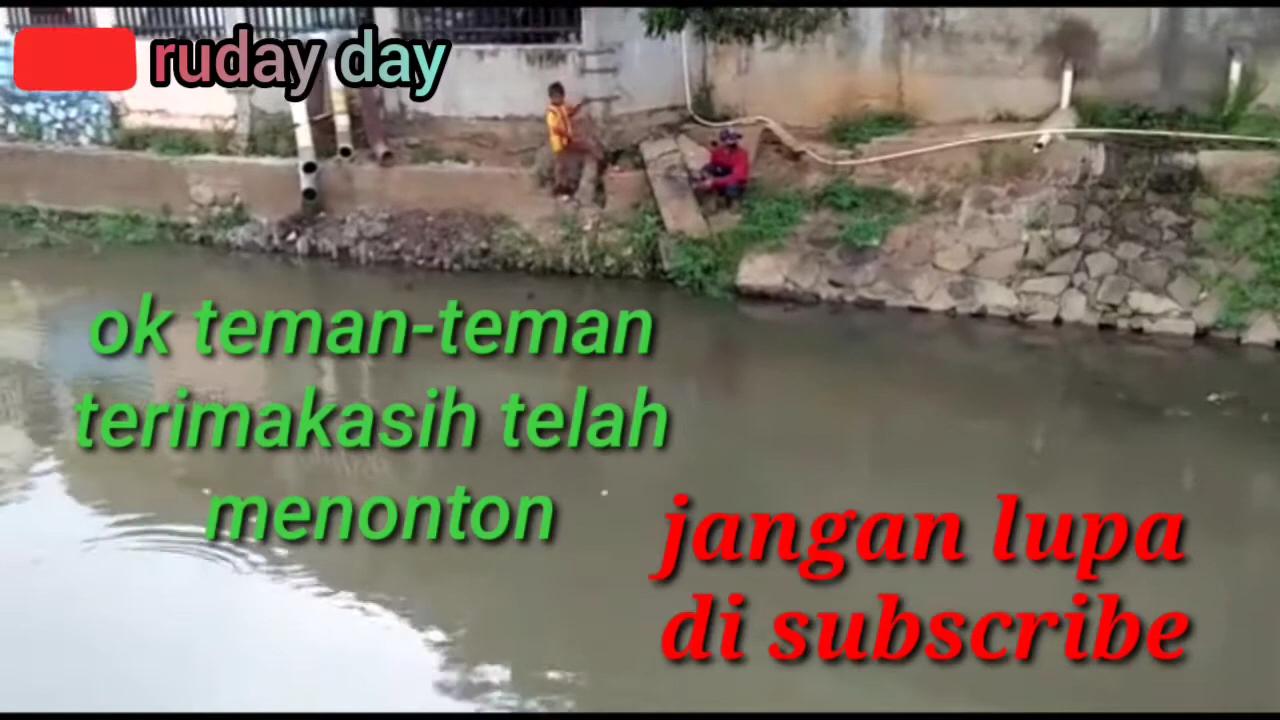 ruday day
ok teman-teman
terimakasih telah
menonton
jangan lupa
di subscribe